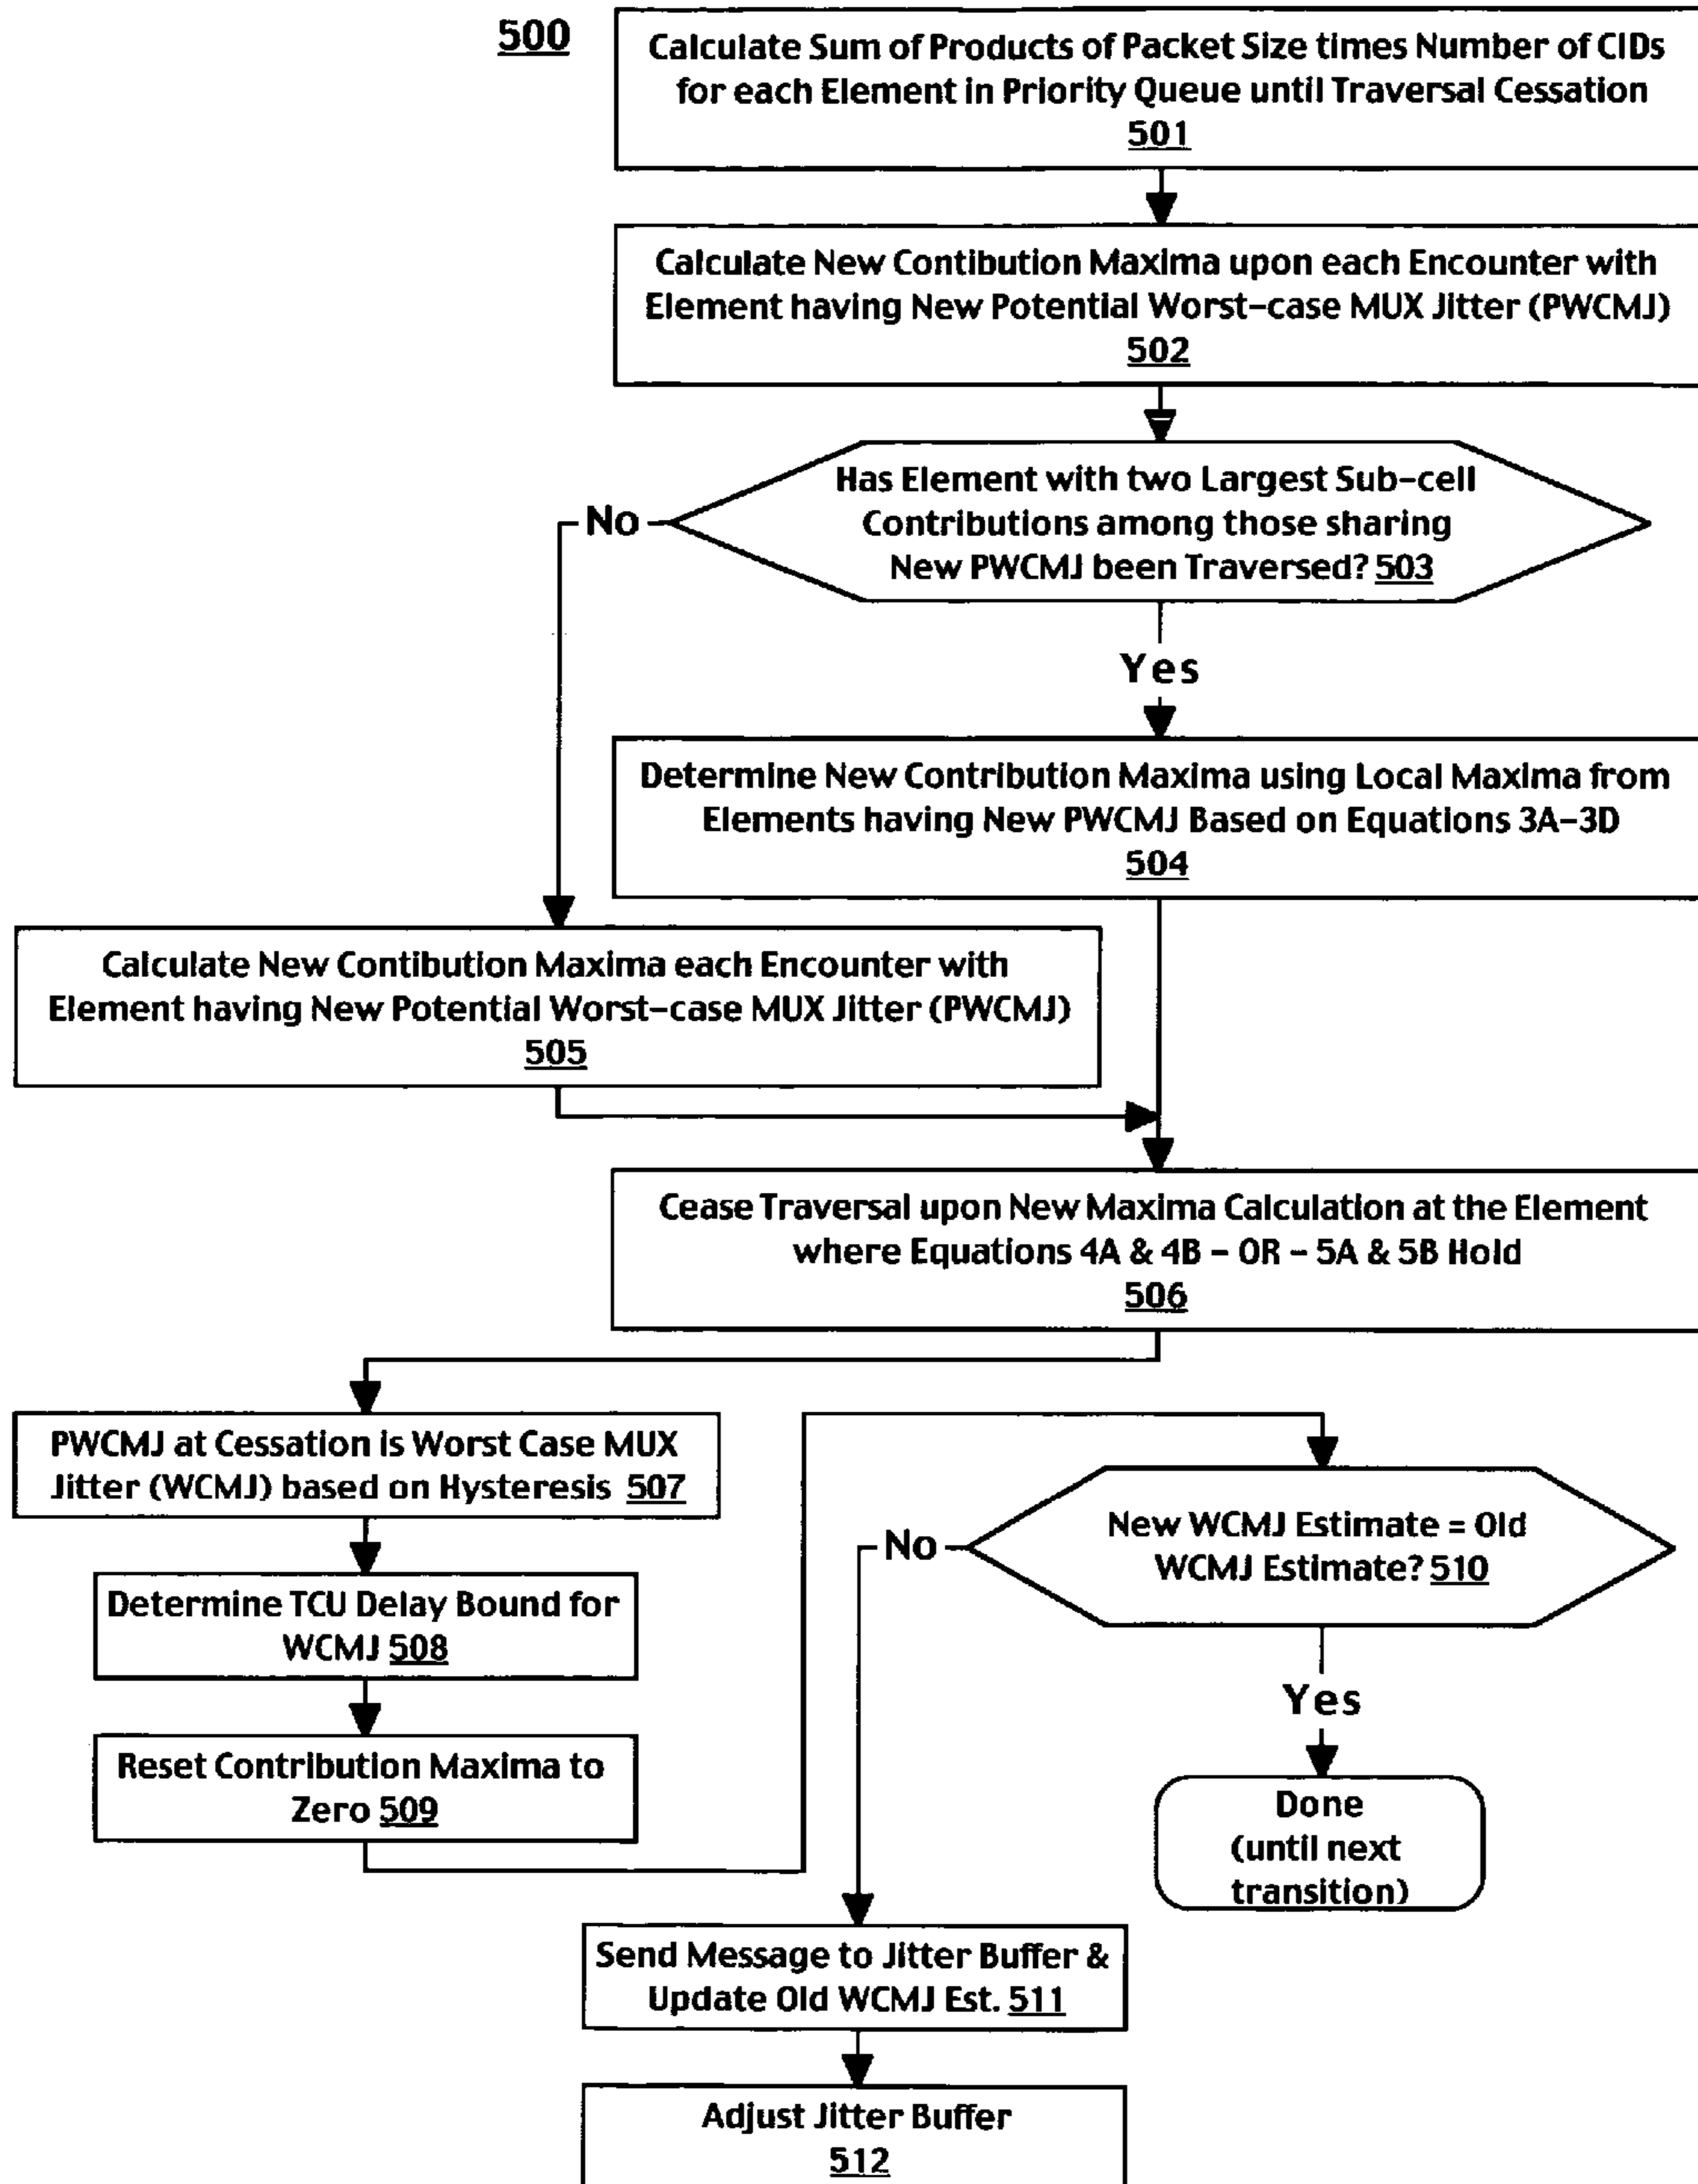 500
Calculate Sum of Products of Packet Size times Number of CIDs
for each Element in Priority Queue until Traversal Cessation
501
Calculate New Contibution Maxima upon each Encounter with
Element having New Potential Worst-case MUX Jitter (PWCMJ)
502
Has Element with two Largest Sub-cell
Contributions among those sharing
New PWCMJ been Traversed? 503
No
Yes
Determine New Contribution Maxima using Local Maxima from
Elements having New PWCMJ Based on Equations 3A-3D
504
Calculate New Contibution Maxima each Encounter with
Element having New Potential Worst-case MUX Jitter (PWCMJ)
505
Cease Traversal upon New Maxima Calculation at the Element
where Equations 4A & 4B - OR - 5A & 5B Hold
506
PWCMJ at Cessation is Worst Case MUX
Jitter (WCMJ) based on Hysteresis 507
Determine TCU Delay Bound for
WCMJ 508
Reset Contribution Maxima to
Zero 509
New WCMJ Estimate = Old
WCMJ Estimate? 510
No
Yes
Done
(until next
transition)
Send Message to Jitter Buffer &
Update Old WCMJ Est. 511
Adjust Jitter Buffer
512